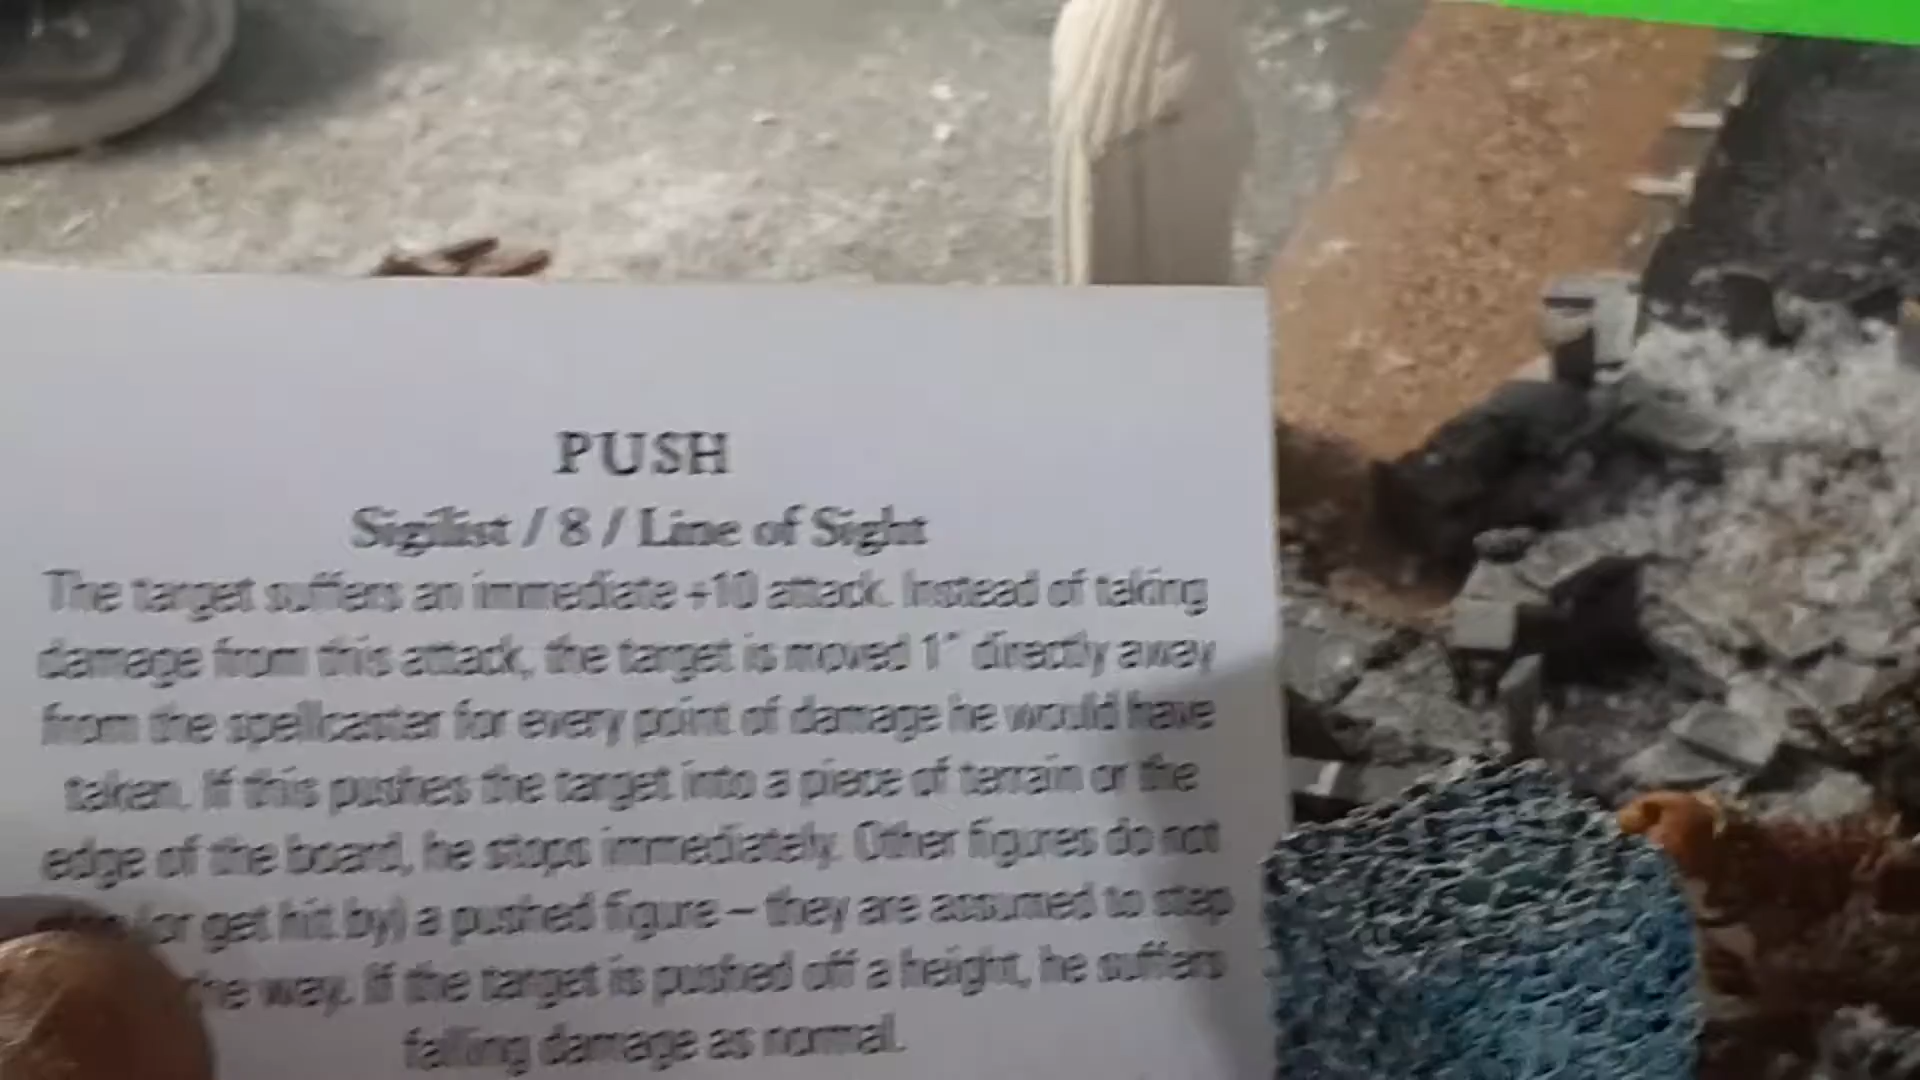 PUSH
Sigilist / 8 / Line of Sight
The target suffers an immediate +10 attack. Instead of taking
damage from this attack, the target is moved 1" directly away
from the spellcaster for every point of damage he would have
taken. If this pushes the target into a piece of terrain or the
edge of the board, he stops immediately. Other figures do not
(or get hit by) a pushed figure – they are assumed to step
the way. If the target is pushed off a height, he suffers
falling damage as normal.